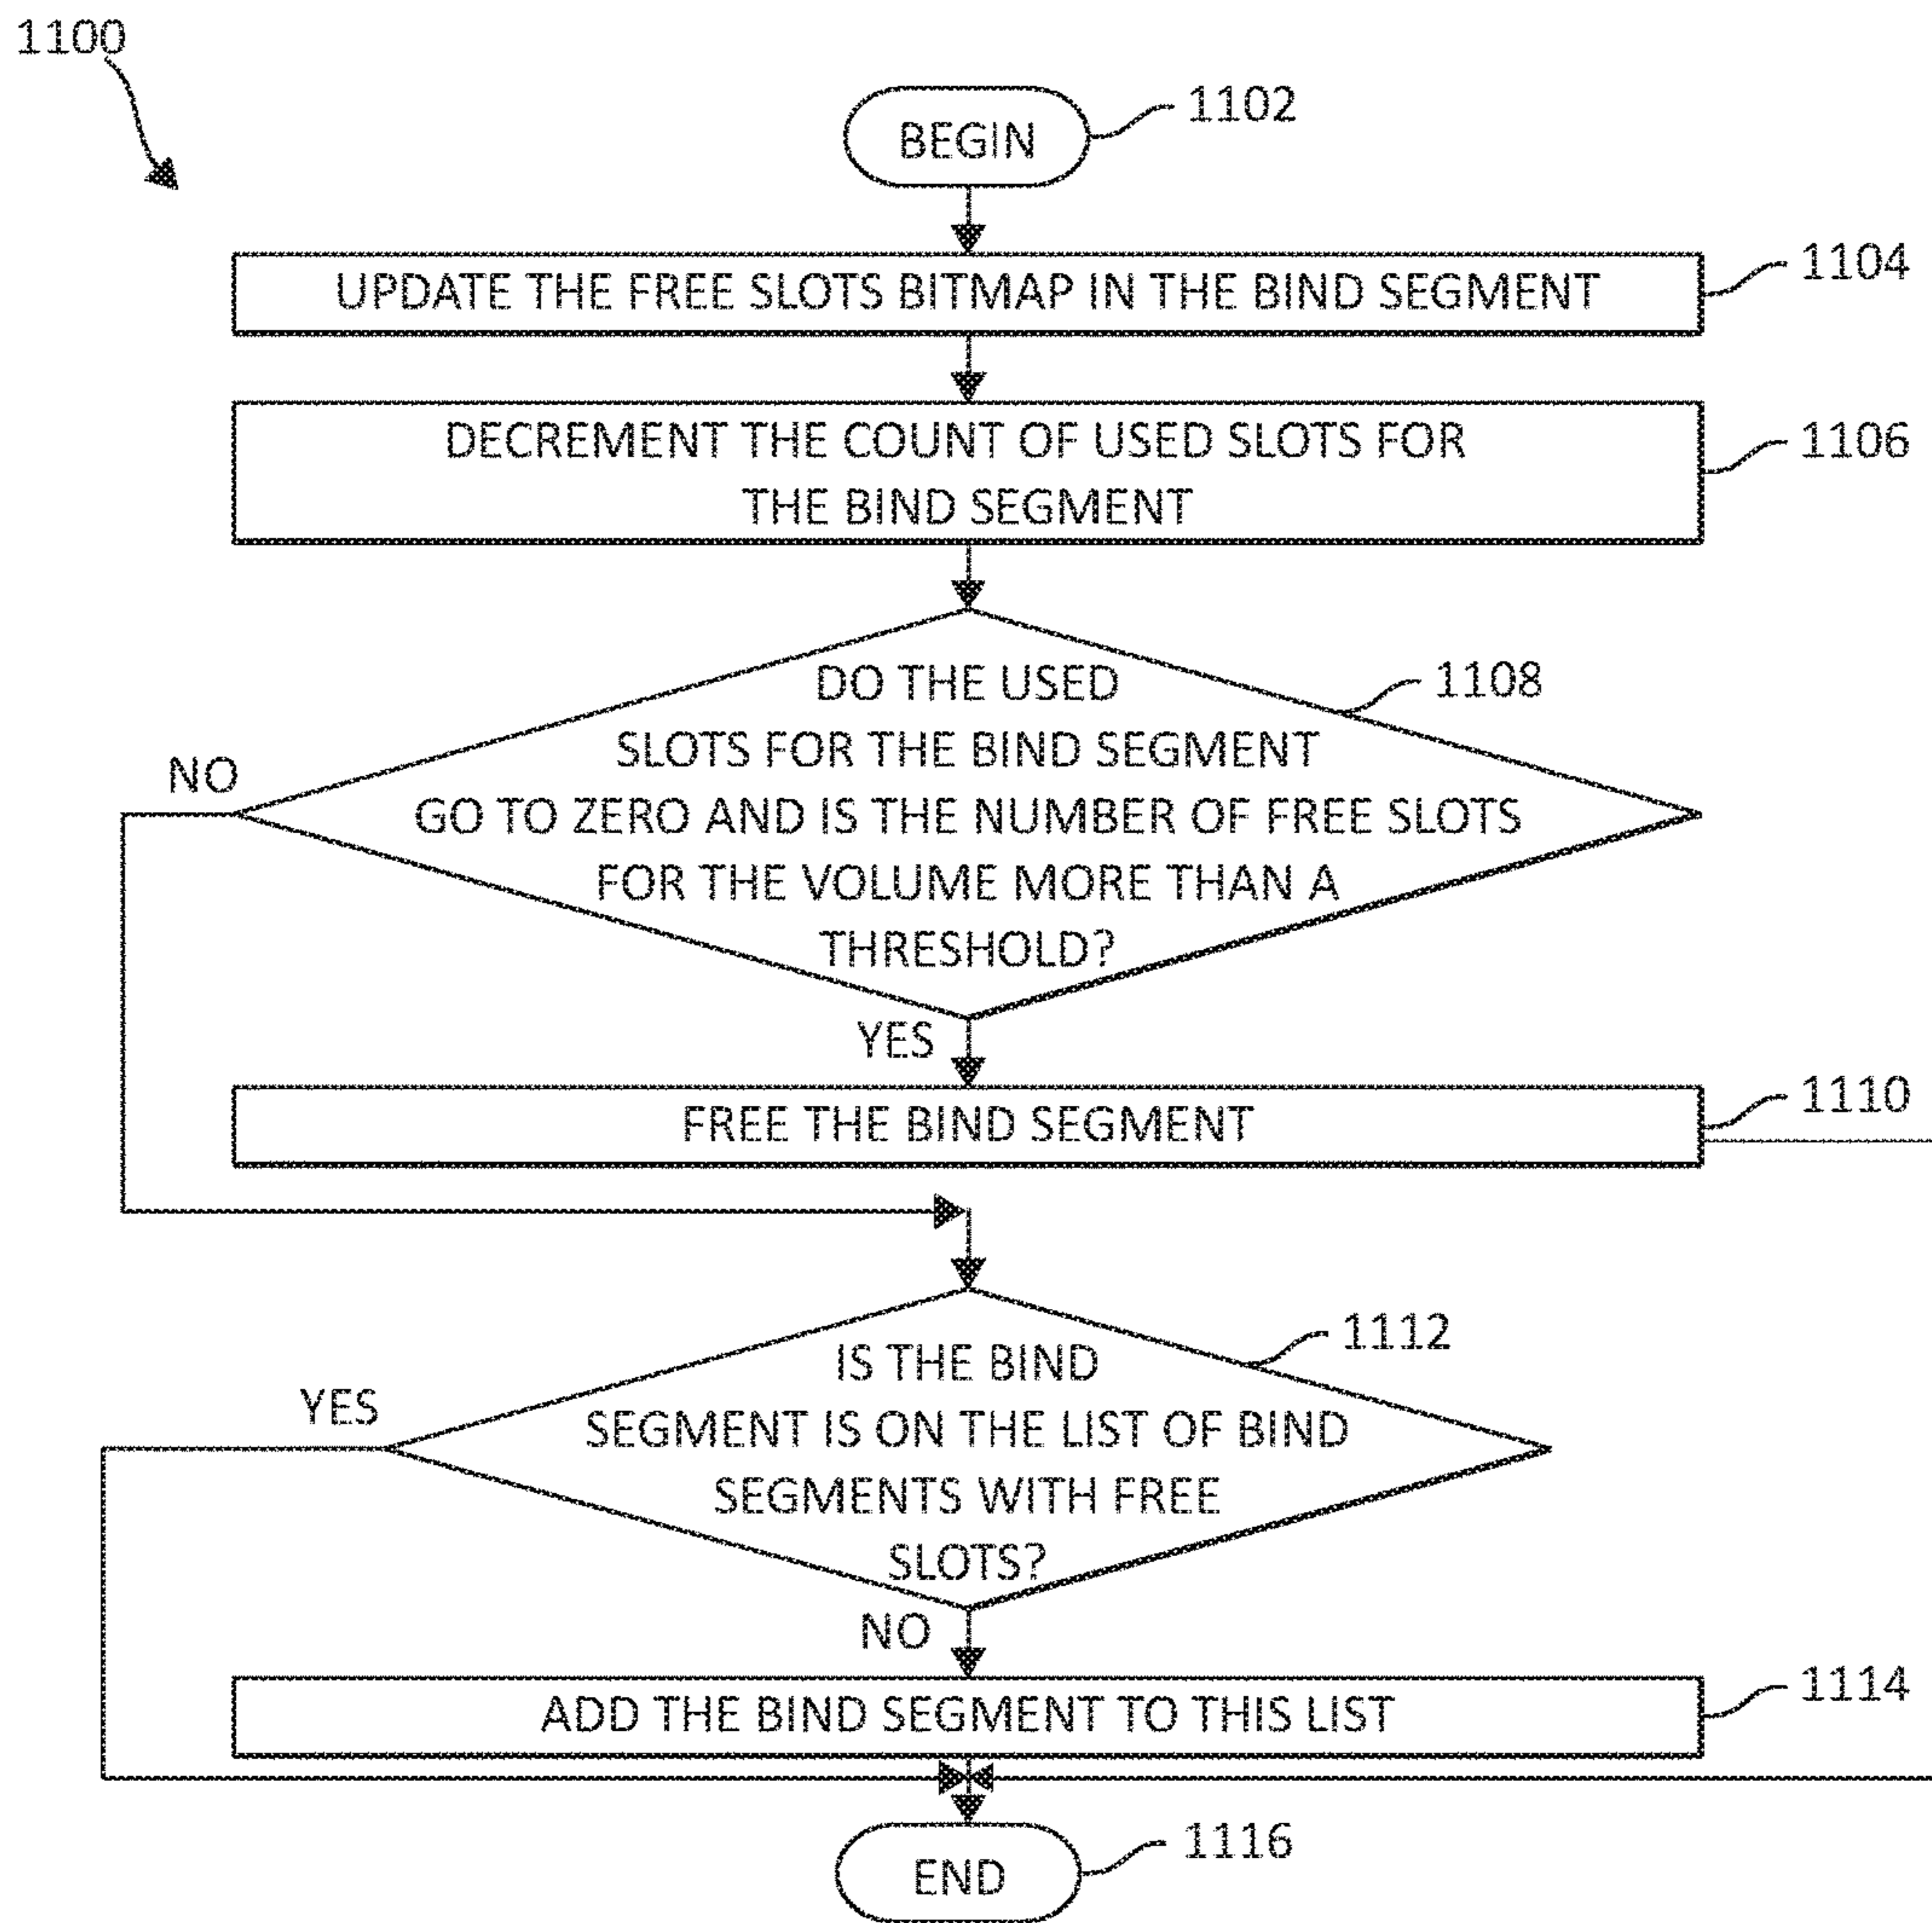 1100
BEGIN
1102
UPDATE THE FREE SLOTS BITMAP IN THE BIND SEGMENT
1104
DECREMENT THE COUNT OF USED SLOTS FOR
THE BIND SEGMENT
1106
DO THE USED
SLOTS FOR THE BIND SEGMENT
GO TO ZERO AND IS THE NUMBER OF FREE SLOTS
FOR THE VOLUME MORE THAN A
THRESHOLD?
1108
NO
YES
FREE THE BIND SEGMENT
1110
IS THE BIND
SEGMENT IS ON THE LIST OF BIND
SEGMENTS WITH FREE
SLOTS?
1112
YES
NO
ADD THE BIND SEGMENT TO THIS LIST
1114
END
1116